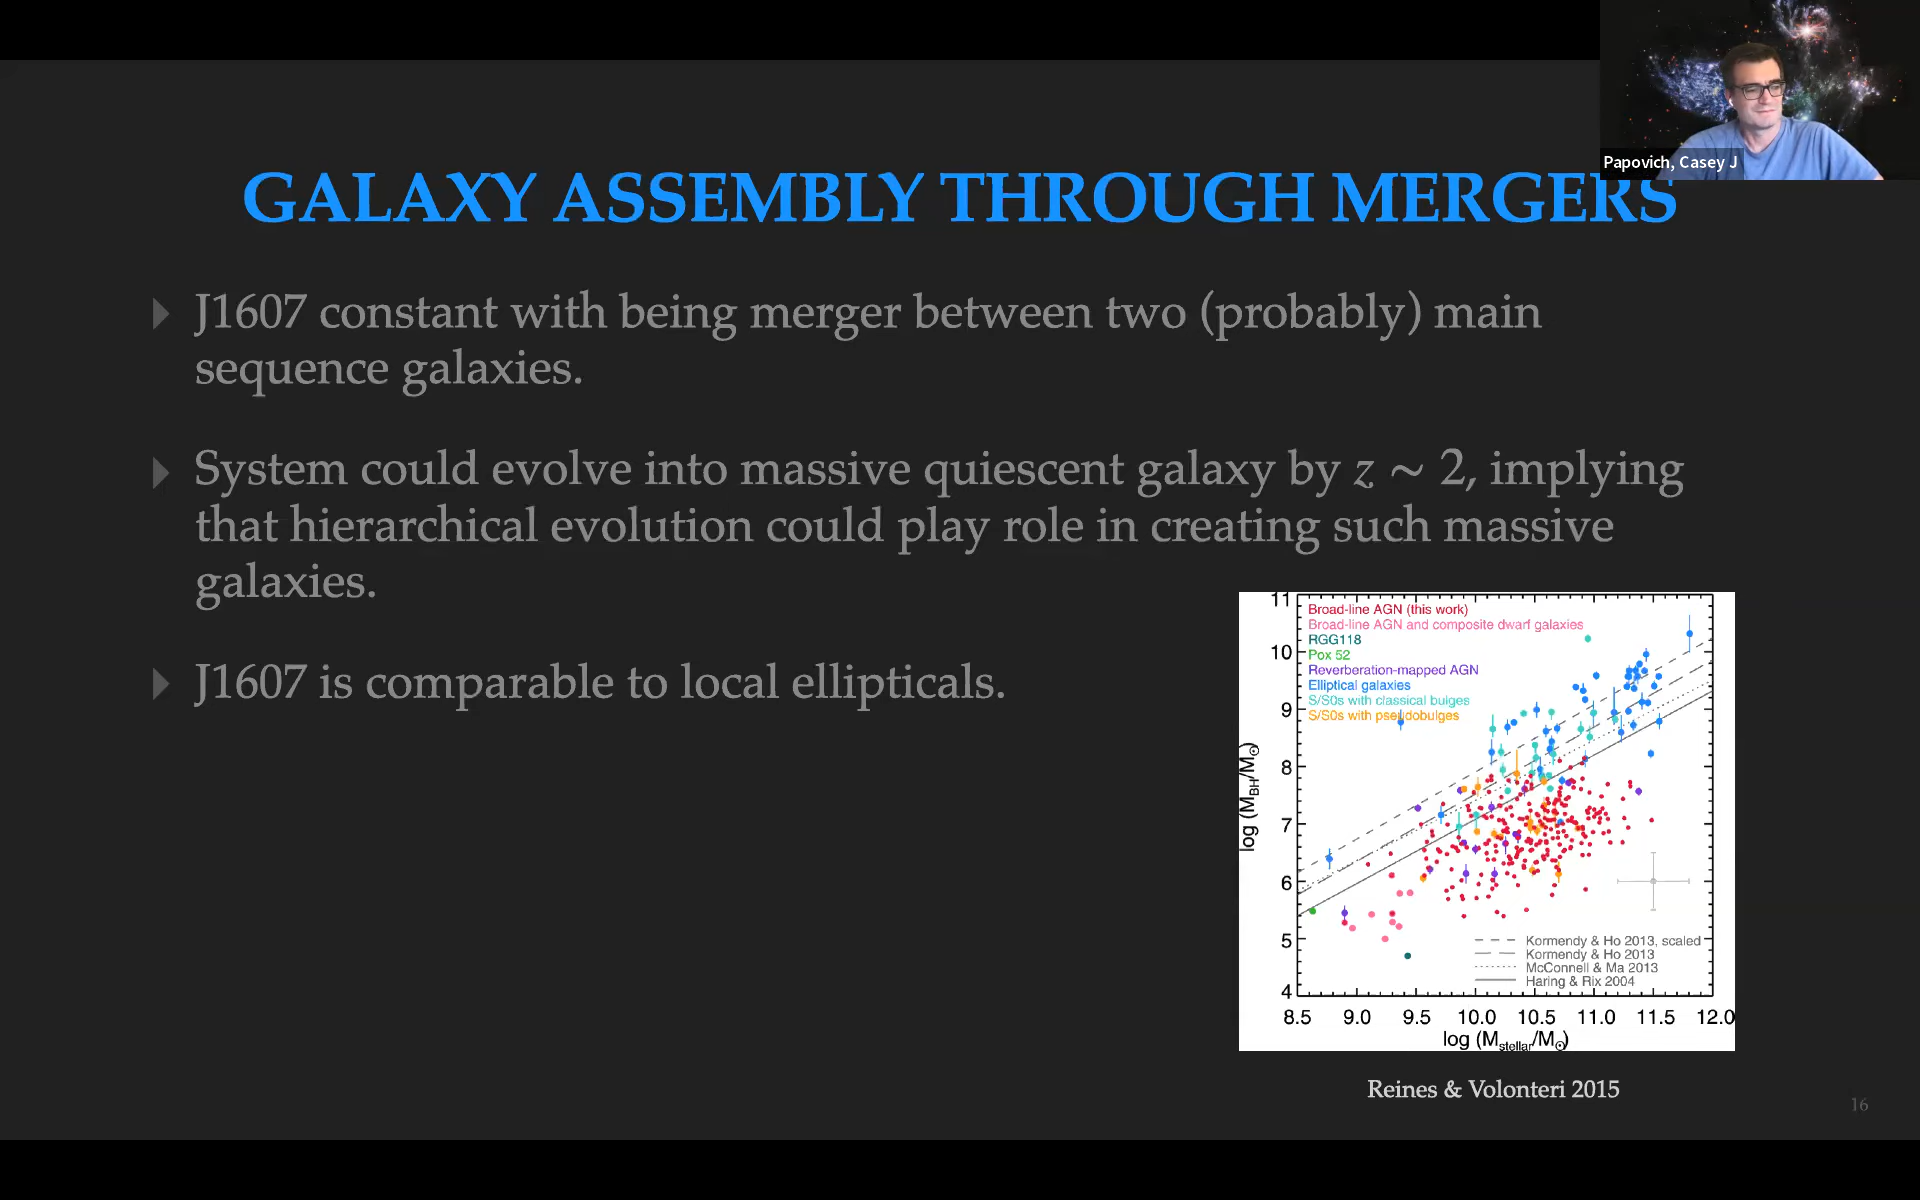 Papovich, Casey J
GALAXY ASSEMBLY THROUGH MERGERS
J1607 constant with being merger between two (probably) main
sequence galaxies.
System could evolve into massive quiescent galaxy by z ∼ 2, implying
that hierarchical evolution could play role in creating such massive
galaxies.
J1607 is comparable to local ellipticals.
Broad-line AGN (this work)
Broad-line AGN and composite dwarf galaxies
RGG118
Pox 52
Reverberation-mapped AGN
Elliptical galaxies
S/S0s with classical bulges
S/S0s with pseudobulges
11
10
9
8
7
6
5
4
log (M_BH/M_⊙)
Kormendy & Ho 2013, scaled
Kormendy & Ho 2013
McConnell & Ma 2013
Haring & Rix 2004
8.5 9.0 9.5 10.0 10.5 11.0 11.5 12.0
log (M_stellar/M_⊙)
Reines & Volonteri 2015
16